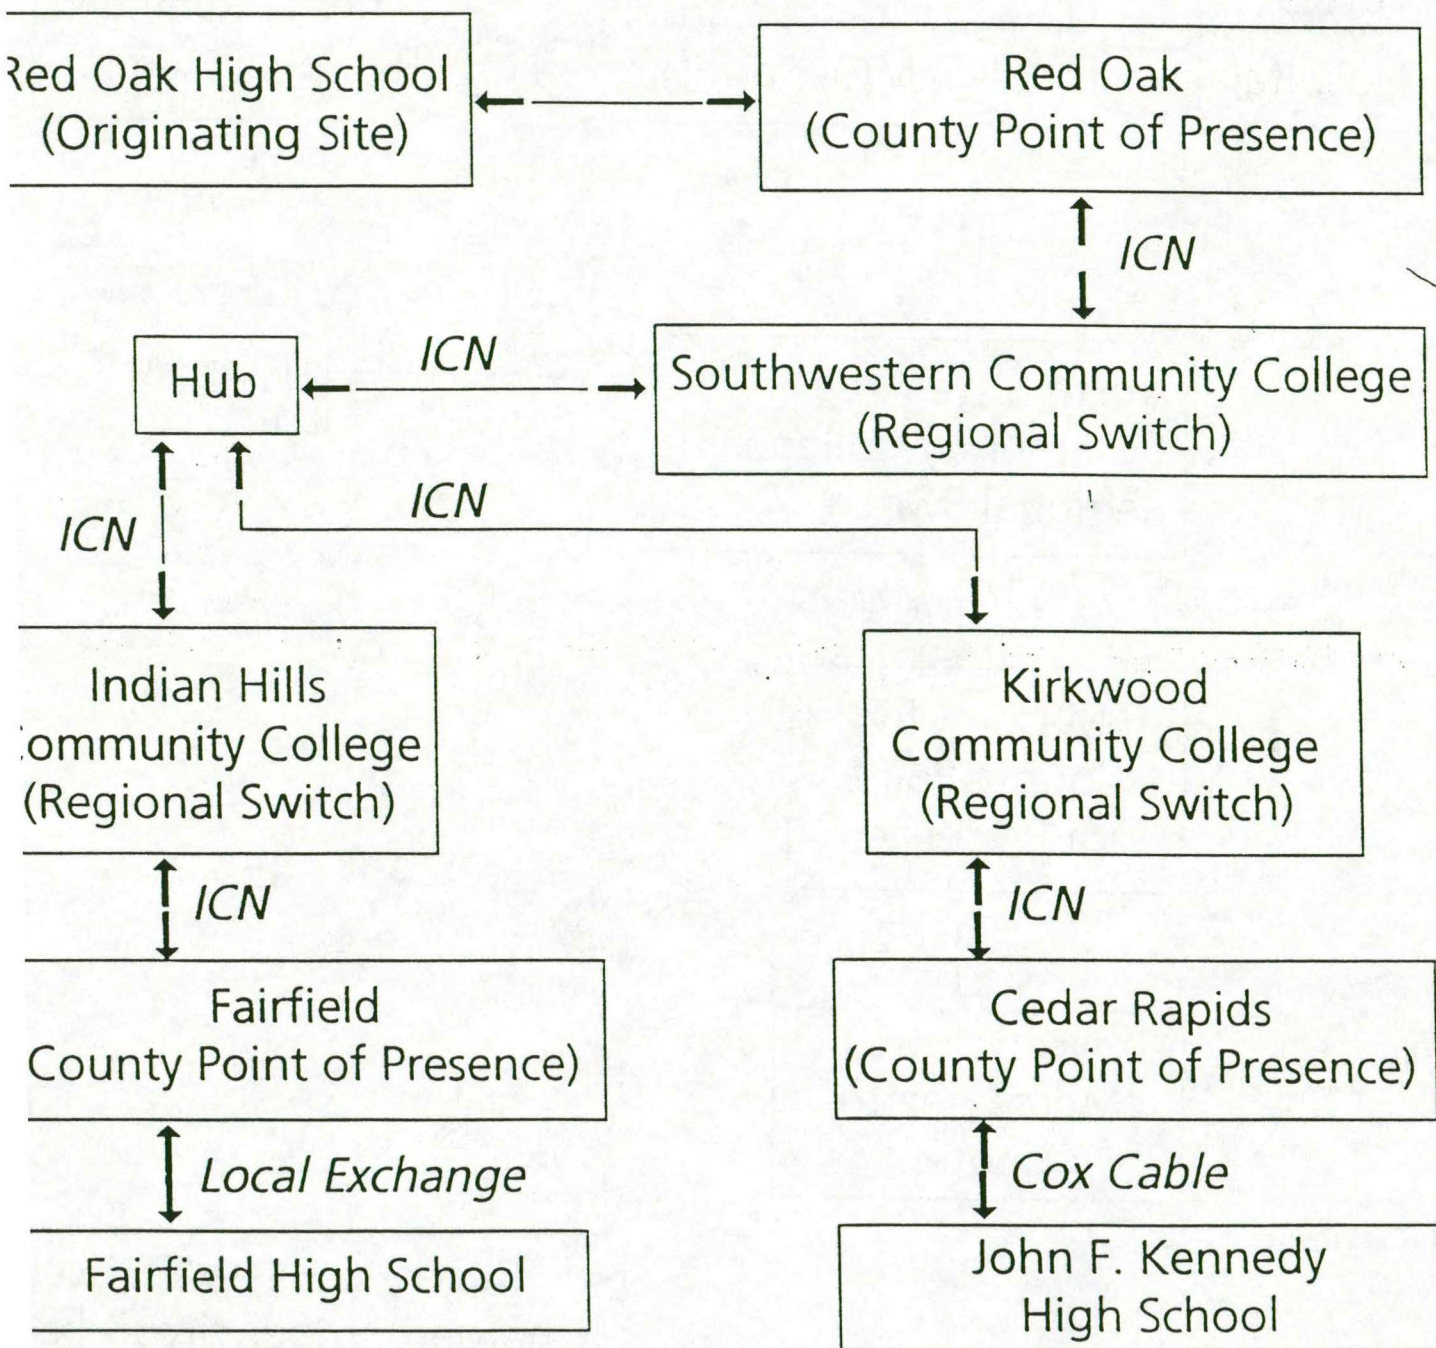 Red Oak High School
(Originating Site)
Red Oak
(County Point of Presence)
ICN
Hub
ICN
Southwestern Community College
(Regional Switch)
ICN
ICN
Indian Hills
Community College
(Regional Switch)
Kirkwood
Community College
(Regional Switch)
ICN
ICN
Fairfield
County Point of Presence)
Cedar Rapids
(County Point of Presence)
Local Exchange
Cox Cable
Fairfield High School
John F. Kennedy
High School